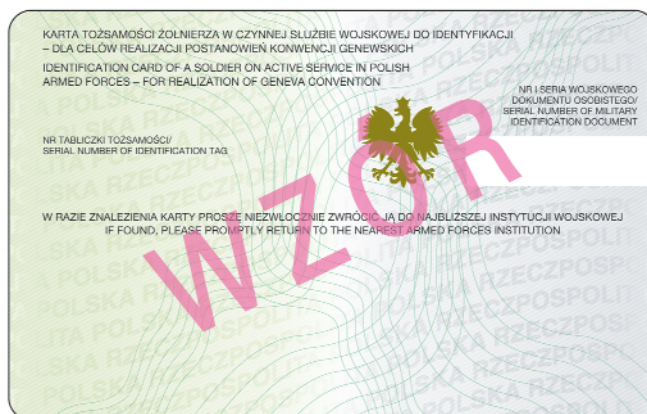 KARTA TOŻSAMOŚCI ŻOŁNIERZA W CZYNNEJ SŁUŻBIE WOJSKOWEJ DO IDENTYFIKACJI
– DLA CELÓW REALIZACJI POSTANOWIEŃ KONWENCJI GENEWSKICH
IDENTIFICATION CARD OF A SOLDIER ON ACTIVE SERVICE IN POLISH
ARMED FORCES – FOR REALIZATION OF GENEVA CONVENTION
NR I SERIA WOJSKOWEGO
DOKUMENTU OSOBISTEGO/
SERIAL NUMBER OF MILITARY
IDENTIFICATION DOCUMENT
NR TABLICZKI TOŻSAMOŚCI/
SERIAL NUMBER OF IDENTIFICATION TAG
W RAZIE ZNALEZIENIA KARTY PROSZĘ NIEZWŁOCZNIE ZWRÓCIĆ JĄ DO NAJBLIŻSZEJ INSTYTUCJI WOJSKOWEJ
IF FOUND, PLEASE PROMPTLY RETURN TO THE NEAREST ARMED FORCES INSTITUTION
WZÓR